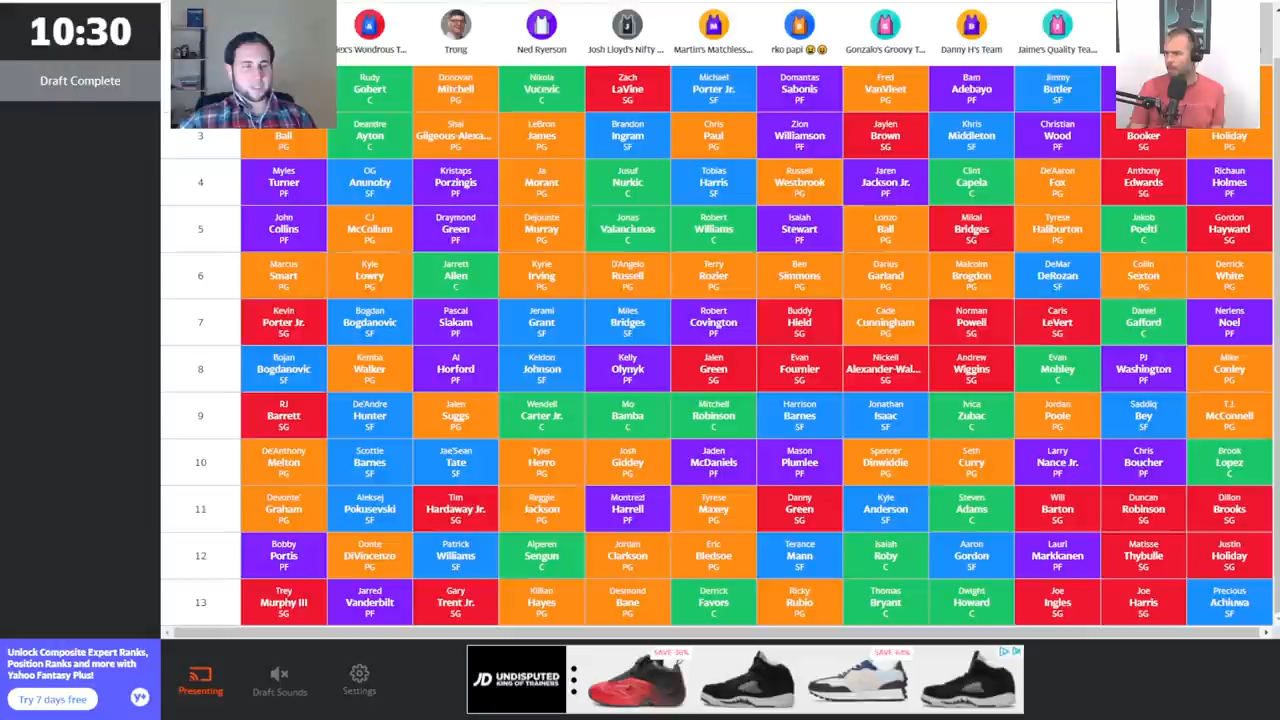 10:30
Draft Complete
lex's Wondrous T...
Trong
Ned Ryerson
Josh Lloyd's Nifty ...
Martin's Matchless...
rko papi 😫😫
Gonzalo's Groovy T...
Danny H's Team
Jaime's Quality Tea...
Rudy Donovan Nikola Zach Michael Domantas Fred Bam Jimmy
Gobert Mitchell Vucevic LaVine Porter Jr. Sabonis VanVleet Adebayo Butler
C PG C SG SF PF PG PF SF
Deandre Shai LeBron Brandon Chris Zion Jaylen Khris Christian
3 Ball Ayton Gilgeous-Alexa... James Ingram Paul Williamson Brown Middleton Wood Booker Holiday
PG C PG PG SF PG PF SG SF PF SG PG
Myles OG Kristaps Ja Jusuf Tobias Russell Jaren Clint De'Aaron Anthony Richaun
4 Turner Anunoby Porzingis Morant Nurkic Harris Westbrook Jackson Jr. Capela Fox Edwards Holmes
PF SF PF PG C SF PG PF C PG SG PF
John CJ Draymond Dejounte Jonas Robert Isaiah Lonzo Mikal Tyrese Jakob Gordon
5 Collins McCollum Green Murray Valanciunas Williams Stewart Ball Bridges Haliburton Poeltl Hayward
PF PG PF PG C C PF PG SG PG C SG
Marcus Kyle Jarrett Kyrie D'Angelo Terry Ben Darius Malcolm DeMar Collin Derrick
6 Smart Lowry Allen Irving Russell Rozier Simmons Garland Brogdon DeRozan Sexton White
PG PG C PG PG PG PG PG PG SF PG PG
Kevin Bogdan Pascal Jerami Miles Robert Buddy Cade Norman Caris Daniel Nerlens
7 Porter Jr. Bogdanovic Siakam Grant Bridges Covington Hield Cunningham Powell LeVert Gafford Noel
SG SF PF SF SF PF SG PG SG SG C PF
Bojan Kemba Al Keldon Kelly Jalen Evan Nickeil Andrew Evan PJ Mike
8 Bogdanovic Walker Horford Johnson Olynyk Green Fournier Alexander-Wal... Wiggins Mobley Washington Conley
SF PG PF SF PF SG SG SG SG C PF PG
RJ De'Andre Jalen Wendell Mo Mitchell Harrison Jonathan Ivica Jordan Saddiq T.J.
9 Barrett Hunter Suggs Carter Jr. Bamba Robinson Barnes Isaac Zubac Poole Bey McConnell
SG SF PG C C C SF SF C PG SF PG
De'Anthony Scottie Jae'Sean Tyler Josh Jaden Mason Spencer Seth Larry Chris Brook
10 Melton Barnes Tate Herro Giddey McDaniels Plumlee Dinwiddie Curry Nance Jr. Boucher Lopez
PG SF SF PG PG PF PF PG PG PF PF C
Devonte' Aleksej Tim Reggie Montrezl Tyrese Danny Kyle Steven Will Duncan Dillon
11 Graham Pokusevski Hardaway Jr. Jackson Harrell Maxey Green Anderson Adams Barton Robinson Brooks
PG SF SG PG PF PG SG SF C SG SG SG
Bobby Donte Patrick Alperen Jordan Eric Terance Isaiah Aaron Lauri Matisse Justin
12 Portis DiVincenzo Williams Sengun Clarkson Bledsoe Mann Roby Gordon Markkanen Thybulle Holiday
PF PG SF C PG PG SF C SF PF SG SG
Trey Jarred Gary Killian Desmond Derrick Ricky Thomas Dwight Joe Joe Precious
13 Murphy III Vanderbilt Trent Jr. Hayes Bane Favors Rubio Bryant Howard Ingles Harris Achiuwa
SG PF SG PG PG C PG C C SG SG SF
Unlock Composite Expert Ranks,
Position Ranks and more with
Yahoo Fantasy Plus!
Try 7 days free
y+
Presenting
Draft Sounds
Settings
JD UNDISPUTED
KING OF TRAINERS